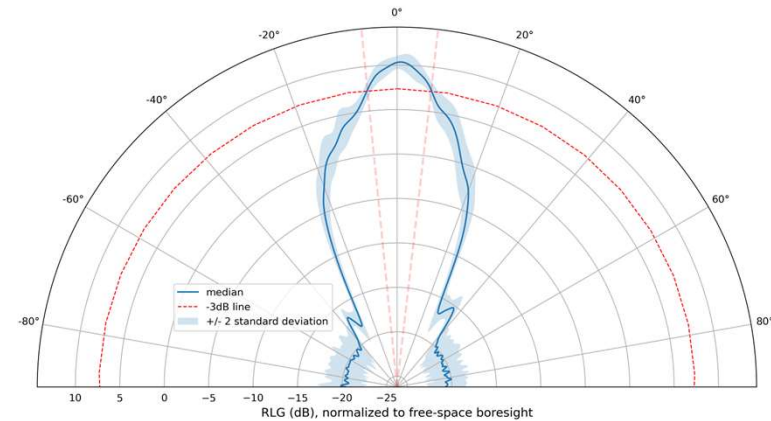 0°
-20°
20°
-40°
40°
-60°
60°
-80°
80°
median
-3dB line
+/- 2 standard deviation
10 5 0 −5 −10 −15 −20 −25
RLG (dB), normalized to free-space boresight